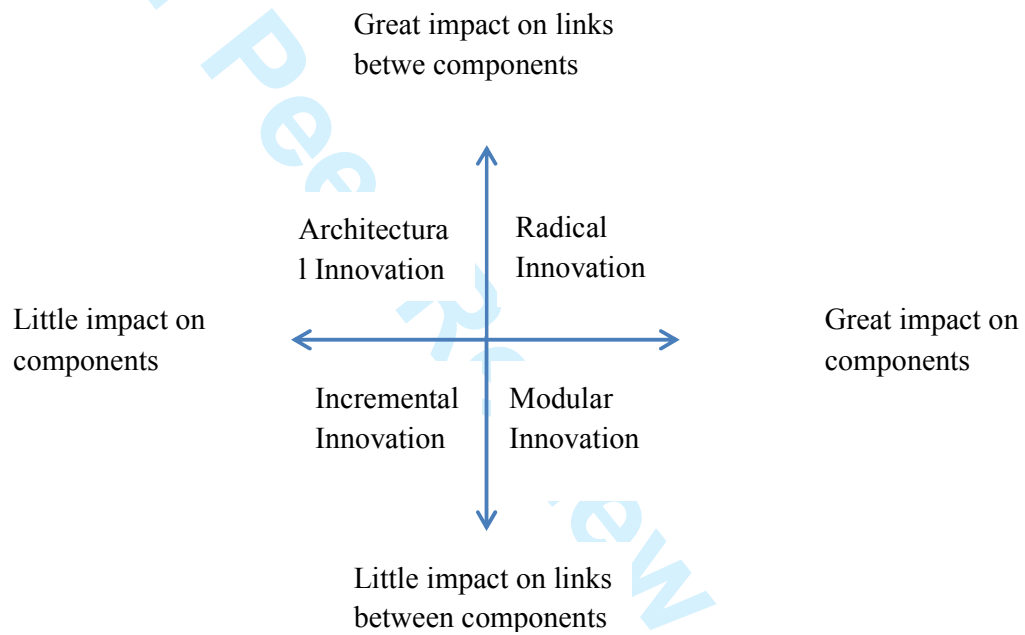 Great impact on links
betwe components
Architectura
l Innovation
Radical
Innovation
Little impact on
components
Great impact on
components
Incremental
Innovation
Modular
Innovation
Little impact on links
between components